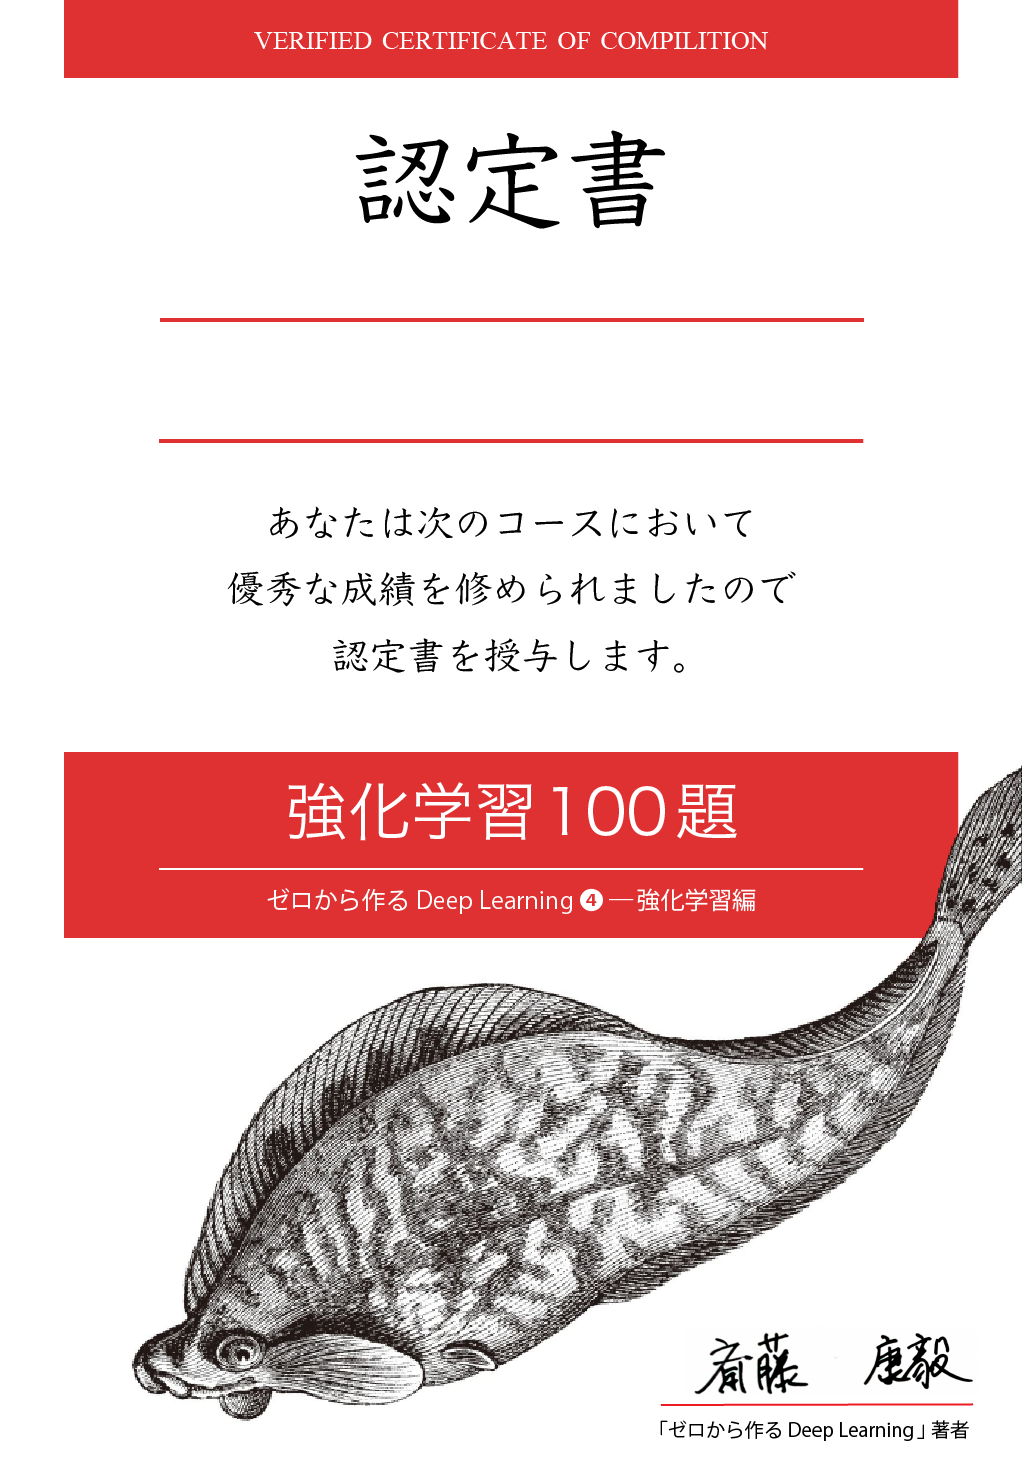 VERIFIED CERTIFICATE OF COMPILITION
認定書
あなたは次のコースにおいて
優秀な成績を修められましたので
認定書を授与します。
強化学習100題
ゼロから作る Deep Learning ❹ ―強化学習編
斎藤 康毅
「ゼロから作る Deep Learning」著者